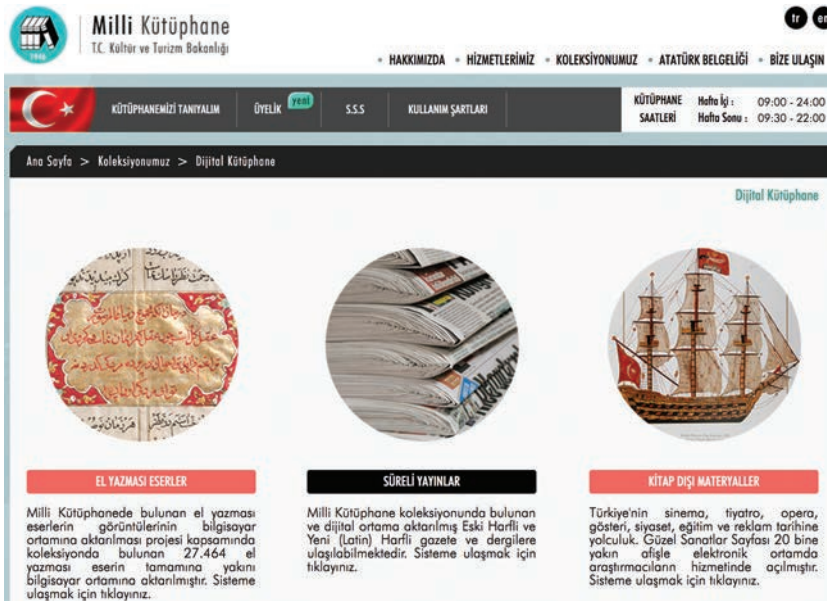 Milli Kütüphane
T.C. Kültür ve Turizm Bakanlığı
1946
tr en
• HAKKIMIZDA • HİZMETLERİMİZ • KOLEKSİYONUMUZ • ATATÜRK BELGELİĞİ • BİZE ULAŞIN
KÜTÜPHANEMİZİ TANIYALIM ÜYELİK yeni S.S.S KULLANIM ŞARTLARI
KÜTÜPHANE SAATLERİ
Hafta İçi : 09:00 - 24:00
Hafta Sonu : 09:30 - 22:00
Ana Sayfa > Koleksiyonumuz > Dijital Kütüphane
Dijital Kütüphane
EL YAZMASI ESERLER
Milli Kütüphanede bulunan el yazması
eserlerin görüntülerinin bilgisayar
ortamına aktarılması projesi kapsamında
koleksiyonda bulunan 27.464 el
yazması eserin tamamına yakını
bilgisayar ortamına aktarılmıştır. Sisteme
ulaşmak için tıklayınız.
SÜRELİ YAYINLAR
Milli Kütüphane koleksiyonunda bulunan
ve dijital ortama aktarılmış Eski Harfli ve
Yeni (Latin) Harfli gazete ve dergilere
ulaşılabilmektedir. Sisteme ulaşmak için
tıklayınız.
KİTAP DIŞI MATERYALLER
Türkiye'nin sinema, tiyatro, opera,
gösteri, siyaset, eğitim ve reklam tarihine
yolculuk. Güzel Sanatlar Sayfası 20 bine
yakın afişle elektronik ortamda
araştırmacıların hizmetinde açılmıştır.
Sisteme ulaşmak için tıklayınız.